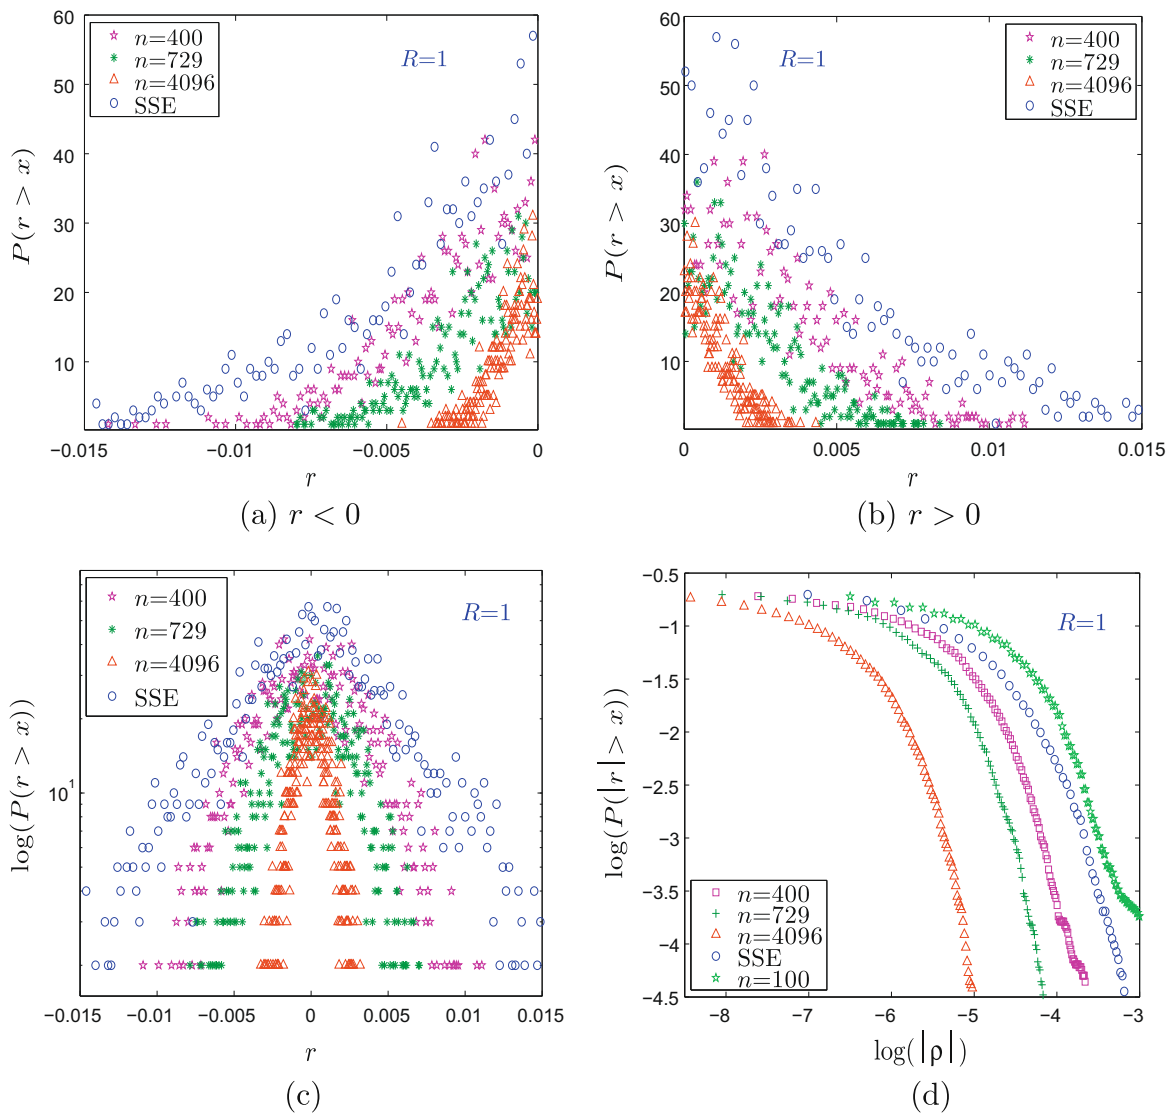 60
50
40
30
20
10
−0.015
−0.01
−0.005
0
P(r > x)
r
n=400
n=729
n=4096
SSE
R=1
(a) r < 0
60
50
40
30
20
10
0
0
0.005
0.01
0.015
P(r > x)
r
R=1
n=400
n=729
n=4096
SSE
(b) r > 0
n=400
n=729
n=4096
SSE
R=1
10¹
log(P(r > x))
−0.015
−0.01
−0.005
0
0.005
0.01
0.015
r
(c)
−0.5
−1
−1.5
−2
−2.5
−3
−3.5
−4
−4.5
log(P(|r| > x))
R=1
n=400
n=729
n=4096
SSE
n=100
−8
−7
−6
−5
−4
−3
log(|ρ|)
(d)